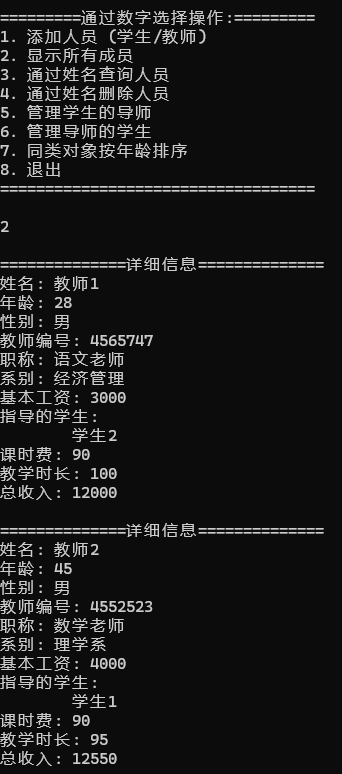 =========通过数字选择操作:=========
1. 添加人员 (学生/教师)
2. 显示所有成员
3. 通过姓名查询人员
4. 通过姓名删除人员
5. 管理学生的导师
6. 管理导师的学生
7. 同类对象按年龄排序
8. 退出
===================================
2
==============详细信息==============
姓名: 教师1
年龄: 28
性别: 男
教师编号: 4565747
职称: 语文老师
系别: 经济管理
基本工资: 3000
指导的学生:
学生2
课时费: 90
教学时长: 100
总收入: 12000
==============详细信息==============
姓名: 教师2
年龄: 45
性别: 男
教师编号: 4552523
职称: 数学老师
系别: 理学系
基本工资: 4000
指导的学生:
学生1
课时费: 90
教学时长: 95
总收入: 12550